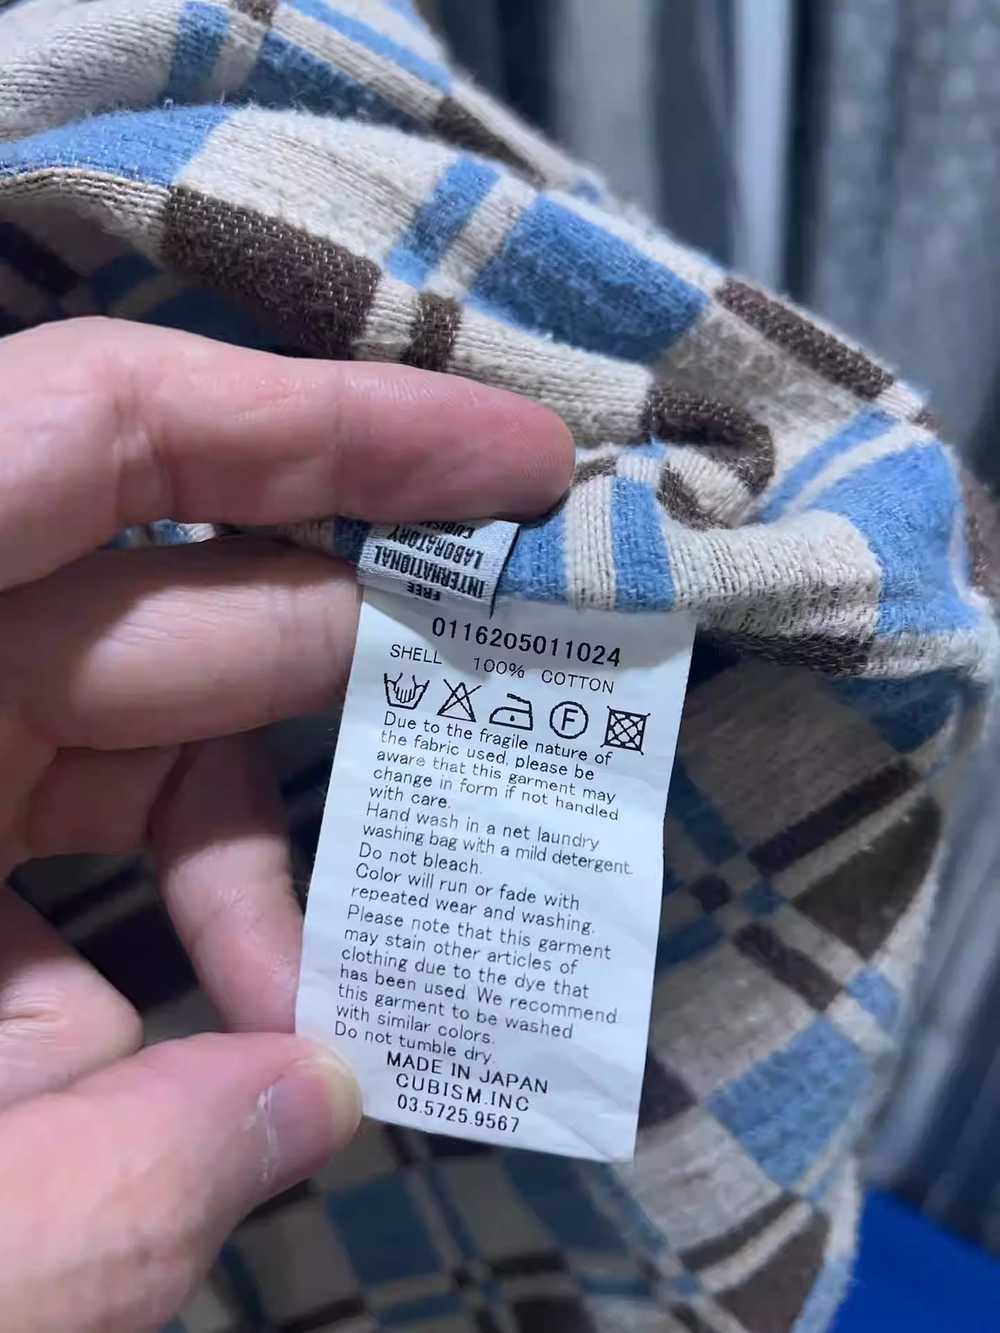 FREE
INTERNATIONAL
LABORATORY
0116205011024
SHELL 100% COTTON
F
Due to the fragile nature of
the fabric used, please be
aware that this garment may
change in form if not handled
with care.
Hand wash in a net laundry
washing bag with a mild detergent.
Do not bleach.
Color will run or fade with
repeated wear and washing.
Please note that this garment
may stain other articles of
clothing due to the dye that
has been used. We recommend
this garment to be washed
with similar colors.
Do not tumble dry.
MADE IN JAPAN
CUBISM.INC
03.5725.9567